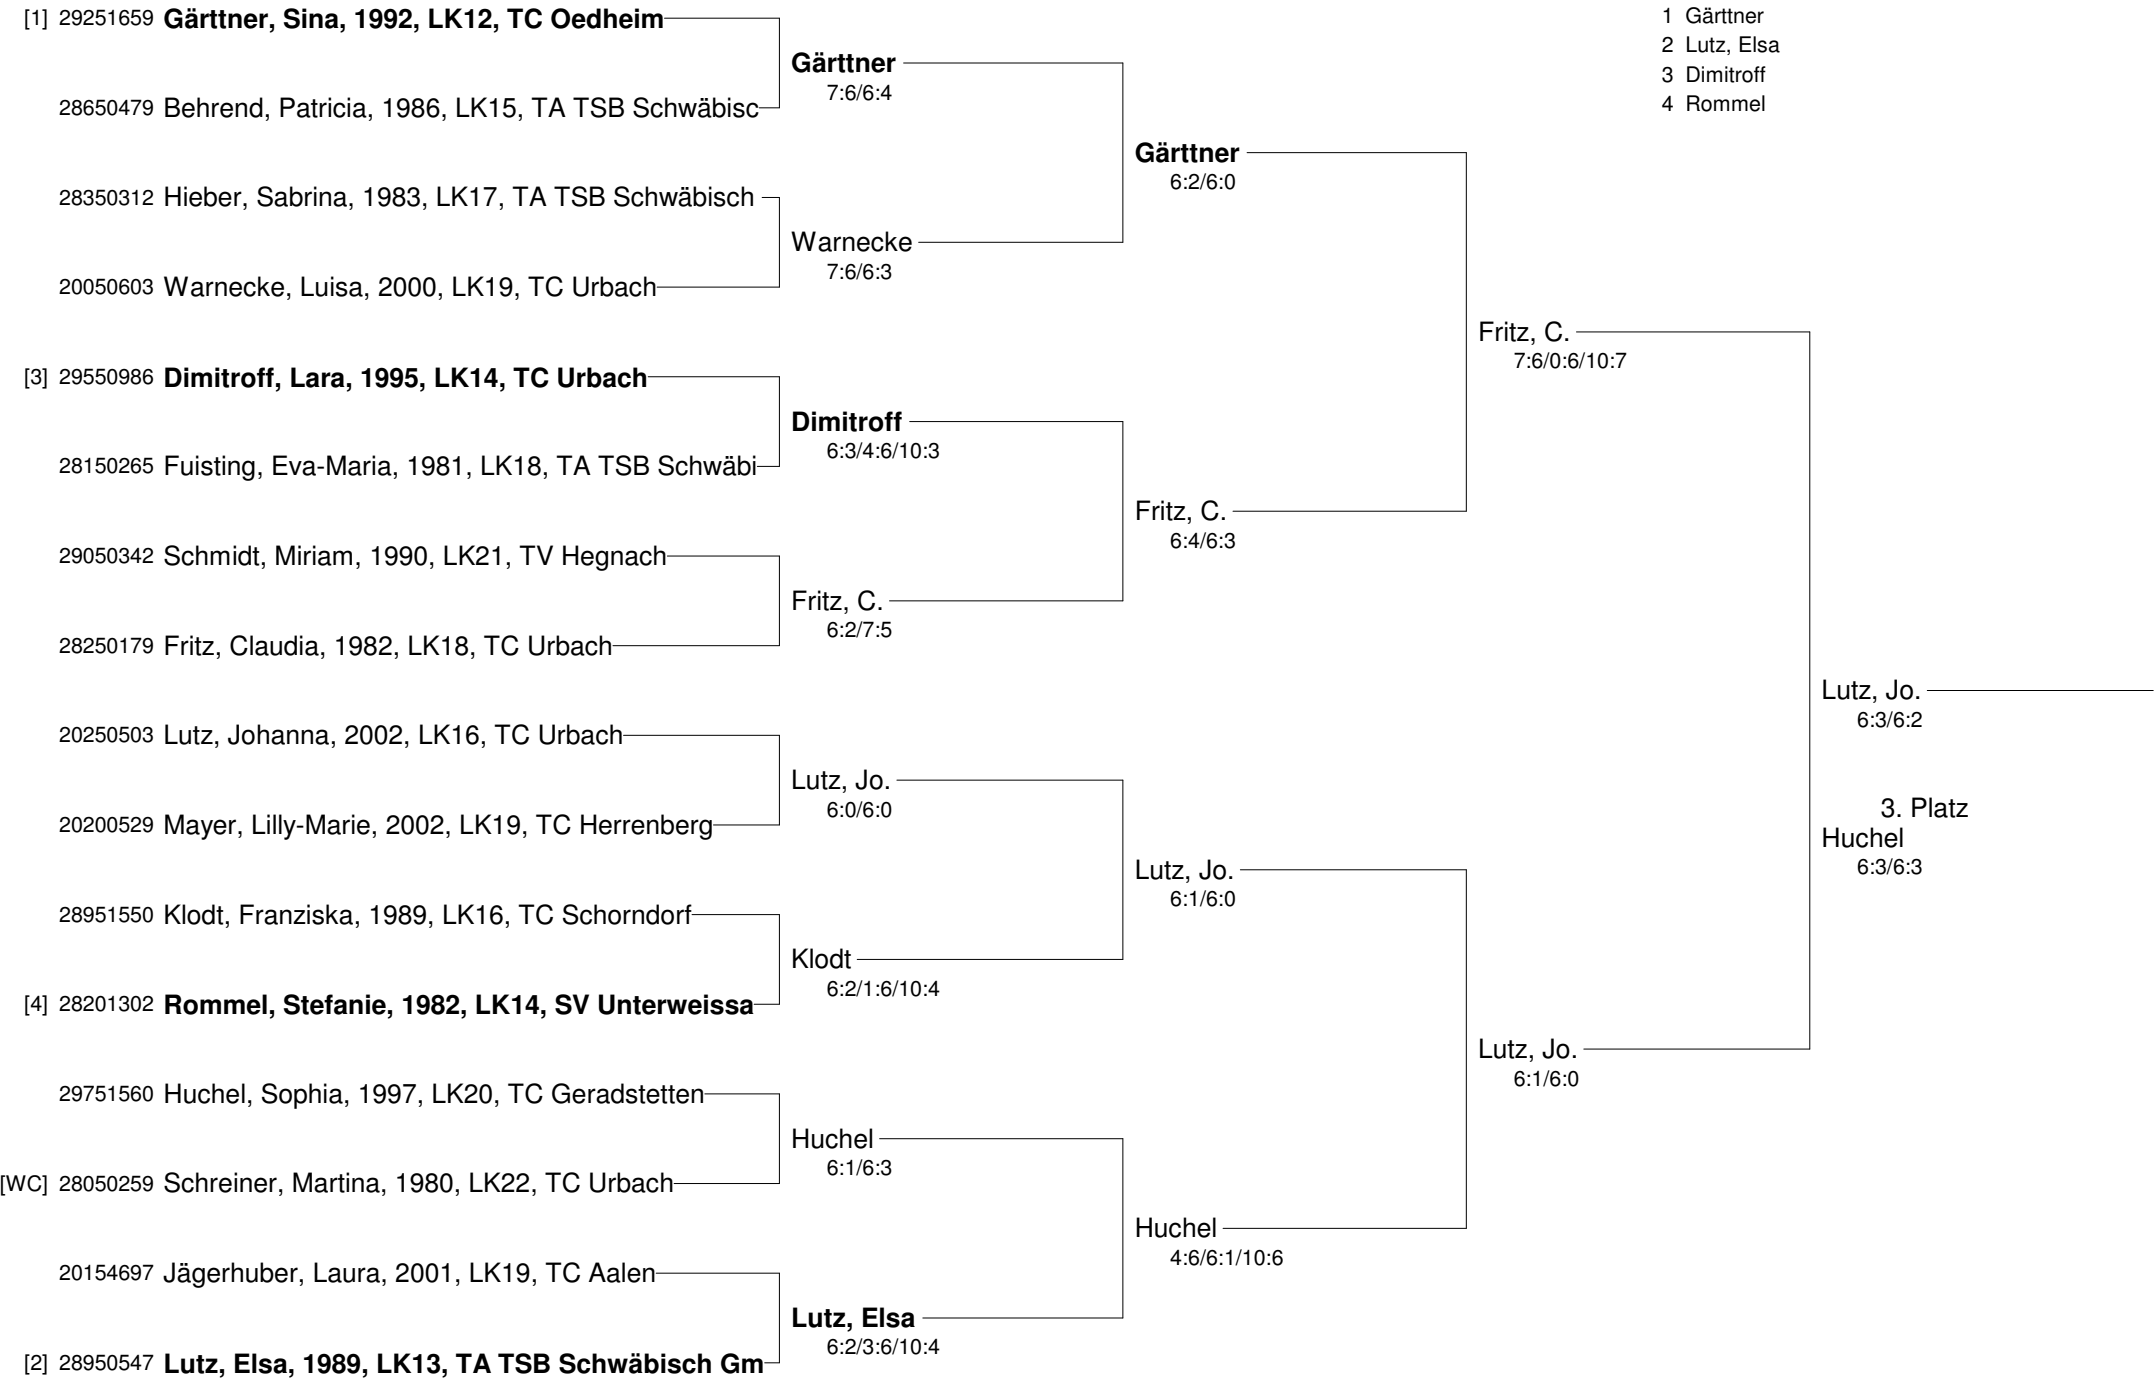 [1] 29251659 Gärttner, Sina, 1992, LK12, TC Oedheim
28650479 Behrend, Patricia, 1986, LK15, TA TSB Schwäbisc
28350312 Hieber, Sabrina, 1983, LK17, TA TSB Schwäbisch
20050603 Warnecke, Luisa, 2000, LK19, TC Urbach
[3] 29550986 Dimitroff, Lara, 1995, LK14, TC Urbach
28150265 Fuisting, Eva-Maria, 1981, LK18, TA TSB Schwäbi
29050342 Schmidt, Miriam, 1990, LK21, TV Hegnach
28250179 Fritz, Claudia, 1982, LK18, TC Urbach
20250503 Lutz, Johanna, 2002, LK16, TC Urbach
20200529 Mayer, Lilly-Marie, 2002, LK19, TC Herrenberg
28951550 Klodt, Franziska, 1989, LK16, TC Schorndorf
[4] 28201302 Rommel, Stefanie, 1982, LK14, SV Unterweissa
29751560 Huchel, Sophia, 1997, LK20, TC Geradstetten
[WC] 28050259 Schreiner, Martina, 1980, LK22, TC Urbach
20154697 Jägerhuber, Laura, 2001, LK19, TC Aalen
[2] 28950547 Lutz, Elsa, 1989, LK13, TA TSB Schwäbisch Gm
Gärttner
7:6/6:4
Warnecke
7:6/6:3
Dimitroff
6:3/4:6/10:3
Fritz, C.
6:2/7:5
Lutz, Jo.
6:0/6:0
Klodt
6:2/1:6/10:4
Huchel
6:1/6:3
Lutz, Elsa
6:2/3:6/10:4
Gärttner
6:2/6:0
Fritz, C.
6:4/6:3
Lutz, Jo.
6:1/6:0
Huchel
4:6/6:1/10:6
Fritz, C.
7:6/0:6/10:7
Lutz, Jo.
6:1/6:0
Lutz, Jo.
6:3/6:2
3. Platz
Huchel
6:3/6:3
1 Gärttner
2 Lutz, Elsa
3 Dimitroff
4 Rommel